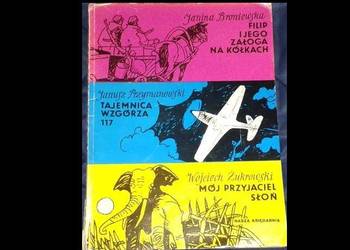 Janina Broniewska
FILIP
I JEGO
ZAŁOGA
NA KÓŁKACH
Janusz Przymanowski
TAJEMNICA
WZGÓRZA
117
Wojciech Żukrowski
MÓJ PRZYJACIEL
SŁOŃ
NASZA KSIĘGARNIA